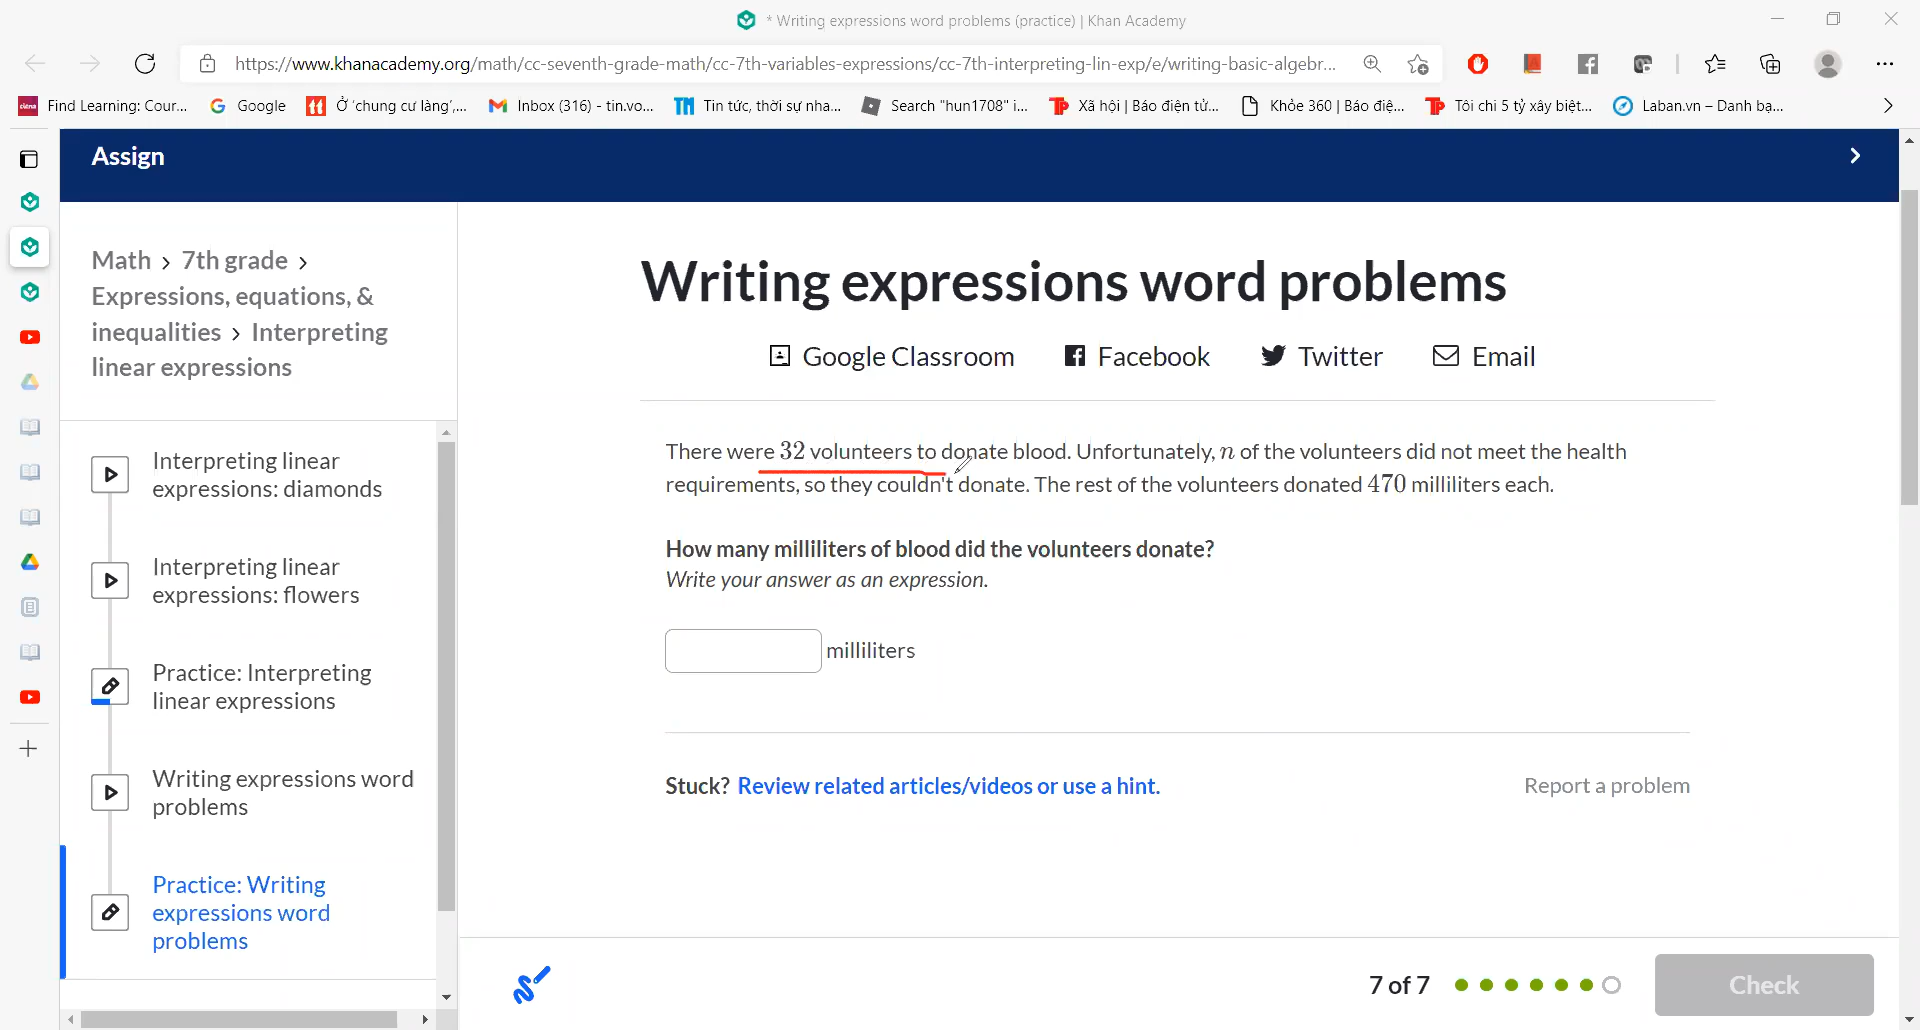 * Writing expressions word problems (practice) | Khan Academy
https://www.khanacademy.org/math/cc-seventh-grade-math/cc-7th-variables-expressions/cc-7th-interpreting-lin-exp/e/writing-basic-algebr...
Find Learning: Cour...
Google
Ở 'chung cư làng',...
Inbox (316) - tin.vo...
Tin tức, thời sự nha...
Search "hun1708" i...
Xã hội | Báo điện tử...
Khỏe 360 | Báo điệ...
Tôi chi 5 tỷ xây biệt...
Laban.vn – Danh bạ...
Assign
Math › 7th grade ›
Expressions, equations, &
inequalities › Interpreting
linear expressions
Interpreting linear
expressions: diamonds
Interpreting linear
expressions: flowers
Practice: Interpreting
linear expressions
Writing expressions word
problems
Practice: Writing
expressions word
problems
Writing expressions word problems
Google Classroom
Facebook
Twitter
Email
There were 32 volunteers to donate blood. Unfortunately, n of the volunteers did not meet the health
requirements, so they couldn't donate. The rest of the volunteers donated 470 milliliters each.
How many milliliters of blood did the volunteers donate?
Write your answer as an expression.
milliliters
Stuck? Review related articles/videos or use a hint.
Report a problem
7 of 7
Check